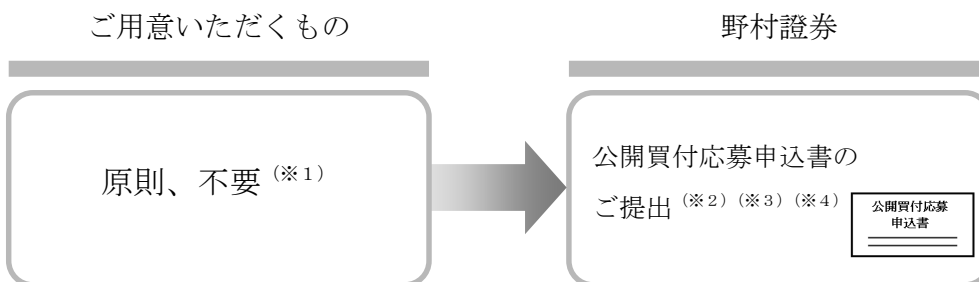 ご用意いただくもの
野村證券
原則、不要(※1)
公開買付応募申込書の
ご提出(※2)(※3)(※4)
公開買付応募
申込書